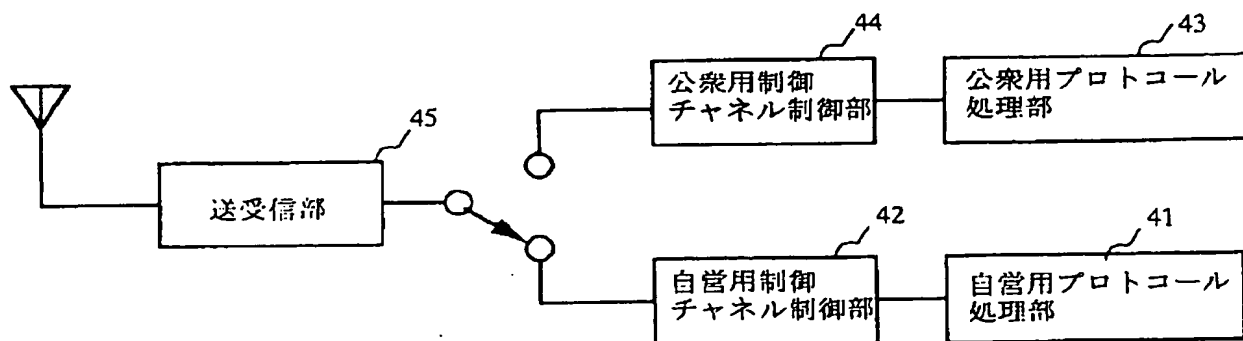 44
公衆用制御
チャネル制御部
43
公衆用プロトコール
処理部
45
送受信部
42
自営用制御
チャネル制御部
41
自営用プロトコール
処理部